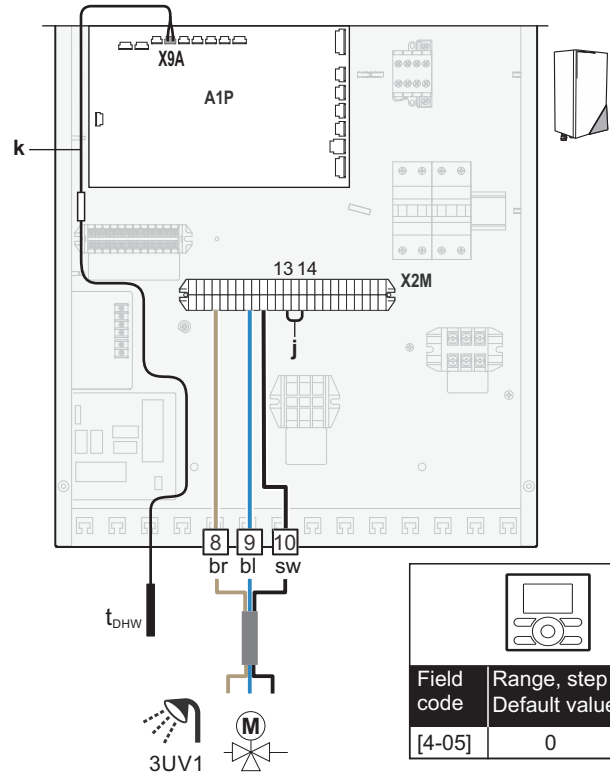 X9A
A1P
k
13 14
X2M
j
8 9 10
br bl sw
t DHW
M
3UV1
Field code
Range, step
Default value
[4-05] 0